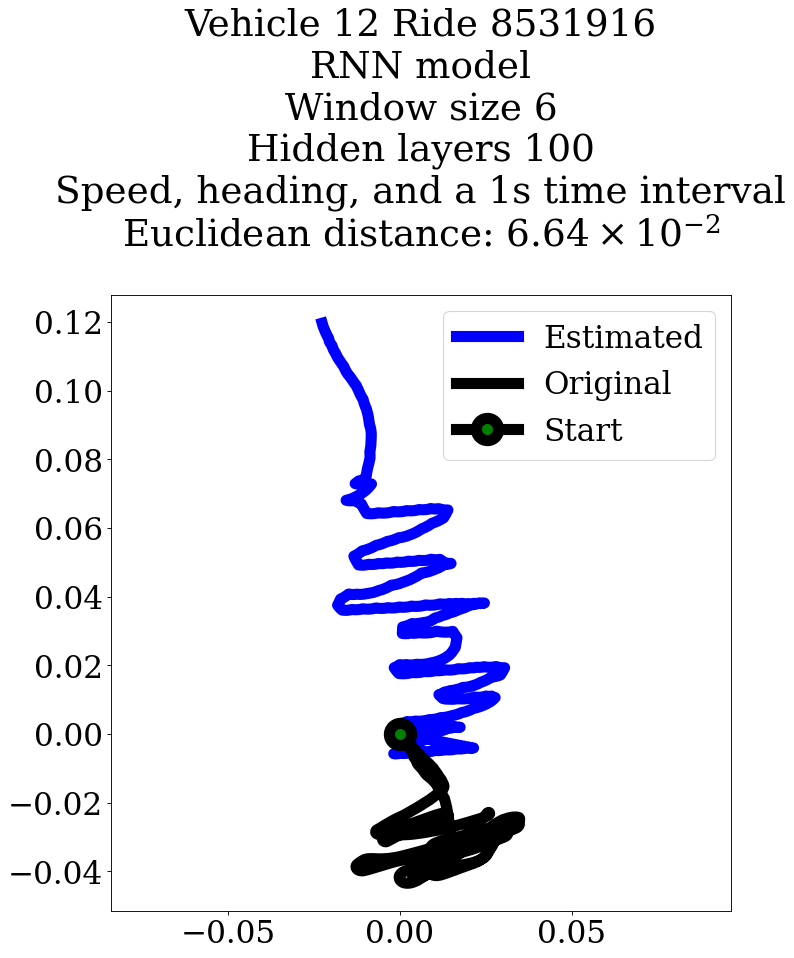 Vehicle 12 Ride 8531916
RNN model
Window size 6
Hidden layers 100
Speed, heading, and a 1s time interval
Euclidean distance: 6.64 × 10⁻²
Estimated
Original
Start
0.12
0.10
0.08
0.06
0.04
0.02
0.00
−0.02
−0.04
−0.05 0.00 0.05